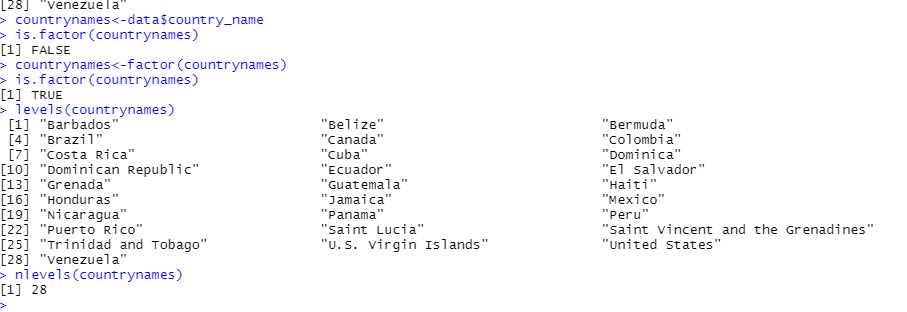 [28] "Venezuela"
> countrynames<-data$country_name
> is.factor(countrynames)
[1] FALSE
> countrynames<-factor(countrynames)
> is.factor(countrynames)
[1] TRUE
> levels(countrynames)
 [1] "Barbados"                         "Belize"                           "Bermuda"
 [4] "Brazil"                           "Canada"                           "Colombia"
 [7] "Costa Rica"                       "Cuba"                             "Dominica"
[10] "Dominican Republic"               "Ecuador"                          "El Salvador"
[13] "Grenada"                          "Guatemala"                        "Haiti"
[16] "Honduras"                         "Jamaica"                          "Mexico"
[19] "Nicaragua"                        "Panama"                           "Peru"
[22] "Puerto Rico"                      "Saint Lucia"                      "Saint Vincent and the Grenadines"
[25] "Trinidad and Tobago"              "U.S. Virgin Islands"              "United States"
[28] "Venezuela"
> nlevels(countrynames)
[1] 28
>